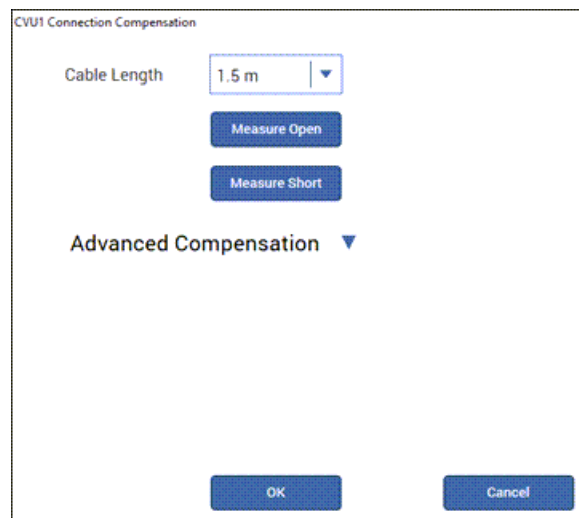 CVU1 Connection Compensation
Cable Length 1.5 m
Measure Open
Measure Short
Advanced Compensation
OK Cancel